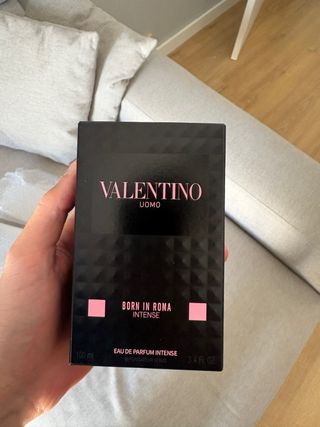 VALENTINO
UOMO
BORN IN ROMA
INTENSE
EAU DE PARFUM INTENSE
100 ml 3.4 FL. OZ